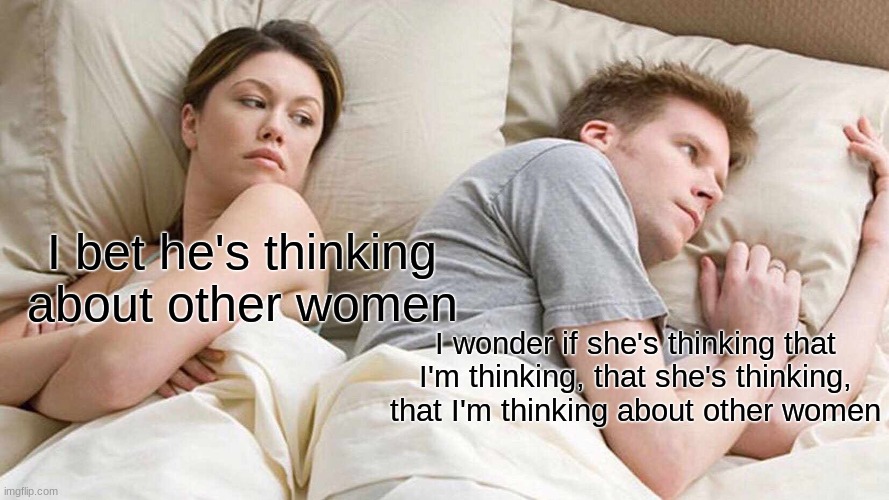 I bet he's thinking
about other women
I wonder if she's thinking that
I'm thinking, that she's thinking,
that I'm thinking about other women
imgflip.com